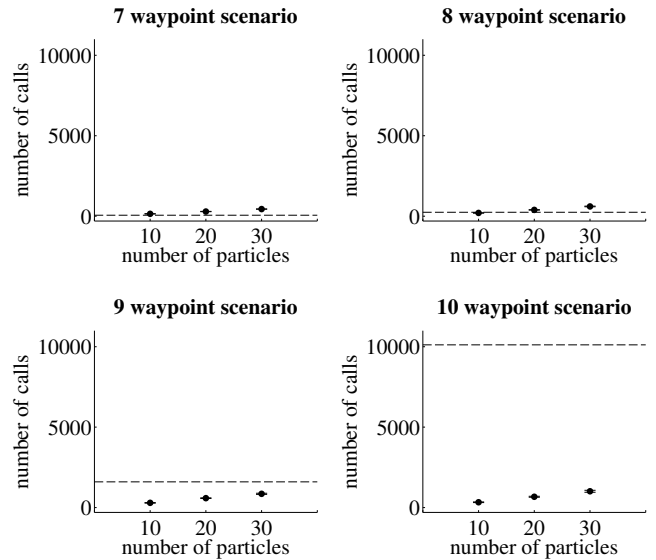 7 waypoint scenario
number of calls
10000
5000
0
10 20 30
number of particles
8 waypoint scenario
number of calls
10000
5000
0
10 20 30
number of particles
9 waypoint scenario
number of calls
10000
5000
0
10 20 30
number of particles
10 waypoint scenario
number of calls
10000
5000
0
10 20 30
number of particles